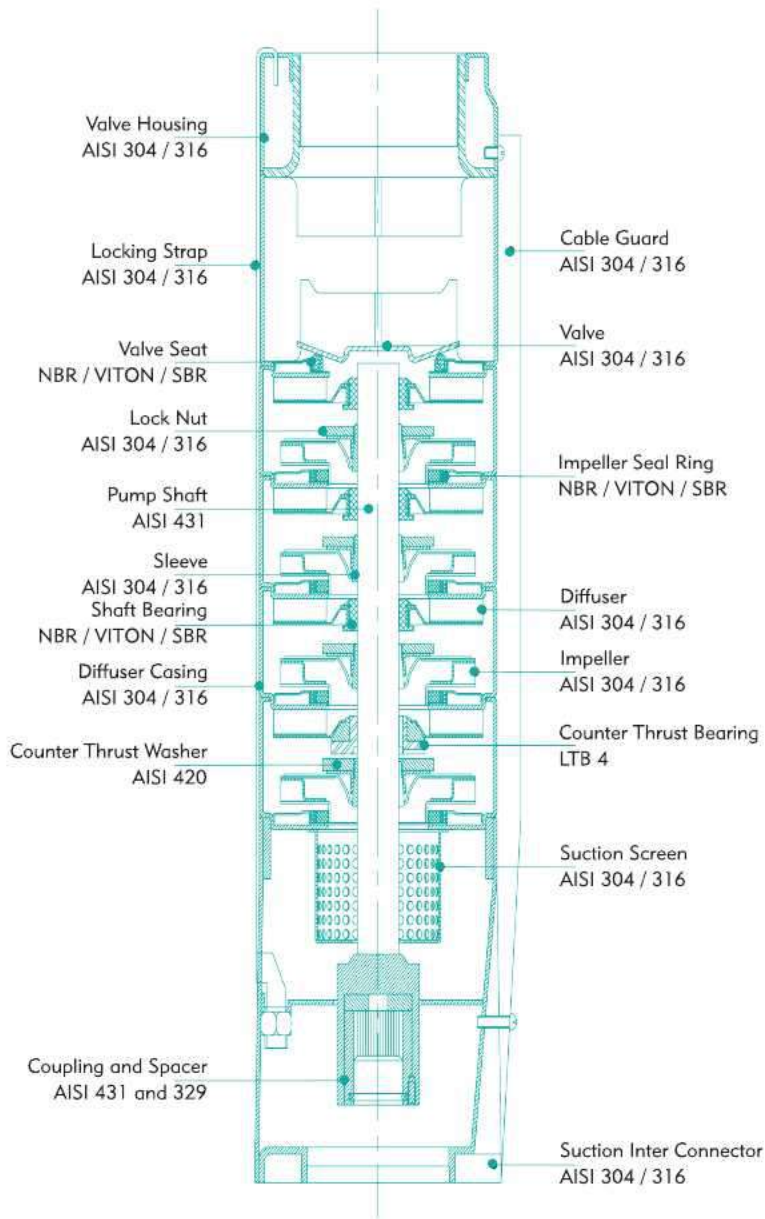 Valve Housing
AISI 304 / 316
Locking Strap
AISI 304 / 316
Valve Seat
NBR / VITON / SBR
Lock Nut
AISI 304 / 316
Pump Shaft
AISI 431
Sleeve
AISI 304 / 316
Shaft Bearing
NBR / VITON / SBR
Diffuser Casing
AISI 304 / 316
Counter Thrust Washer
AISI 420
Coupling and Spacer
AISI 431 and 329
Cable Guard
AISI 304 / 316
Valve
AISI 304 / 316
Impeller Seal Ring
NBR / VITON / SBR
Diffuser
AISI 304 / 316
Impeller
AISI 304 / 316
Counter Thrust Bearing
LTB 4
Suction Screen
AISI 304 / 316
Suction Inter Connector
AISI 304 / 316